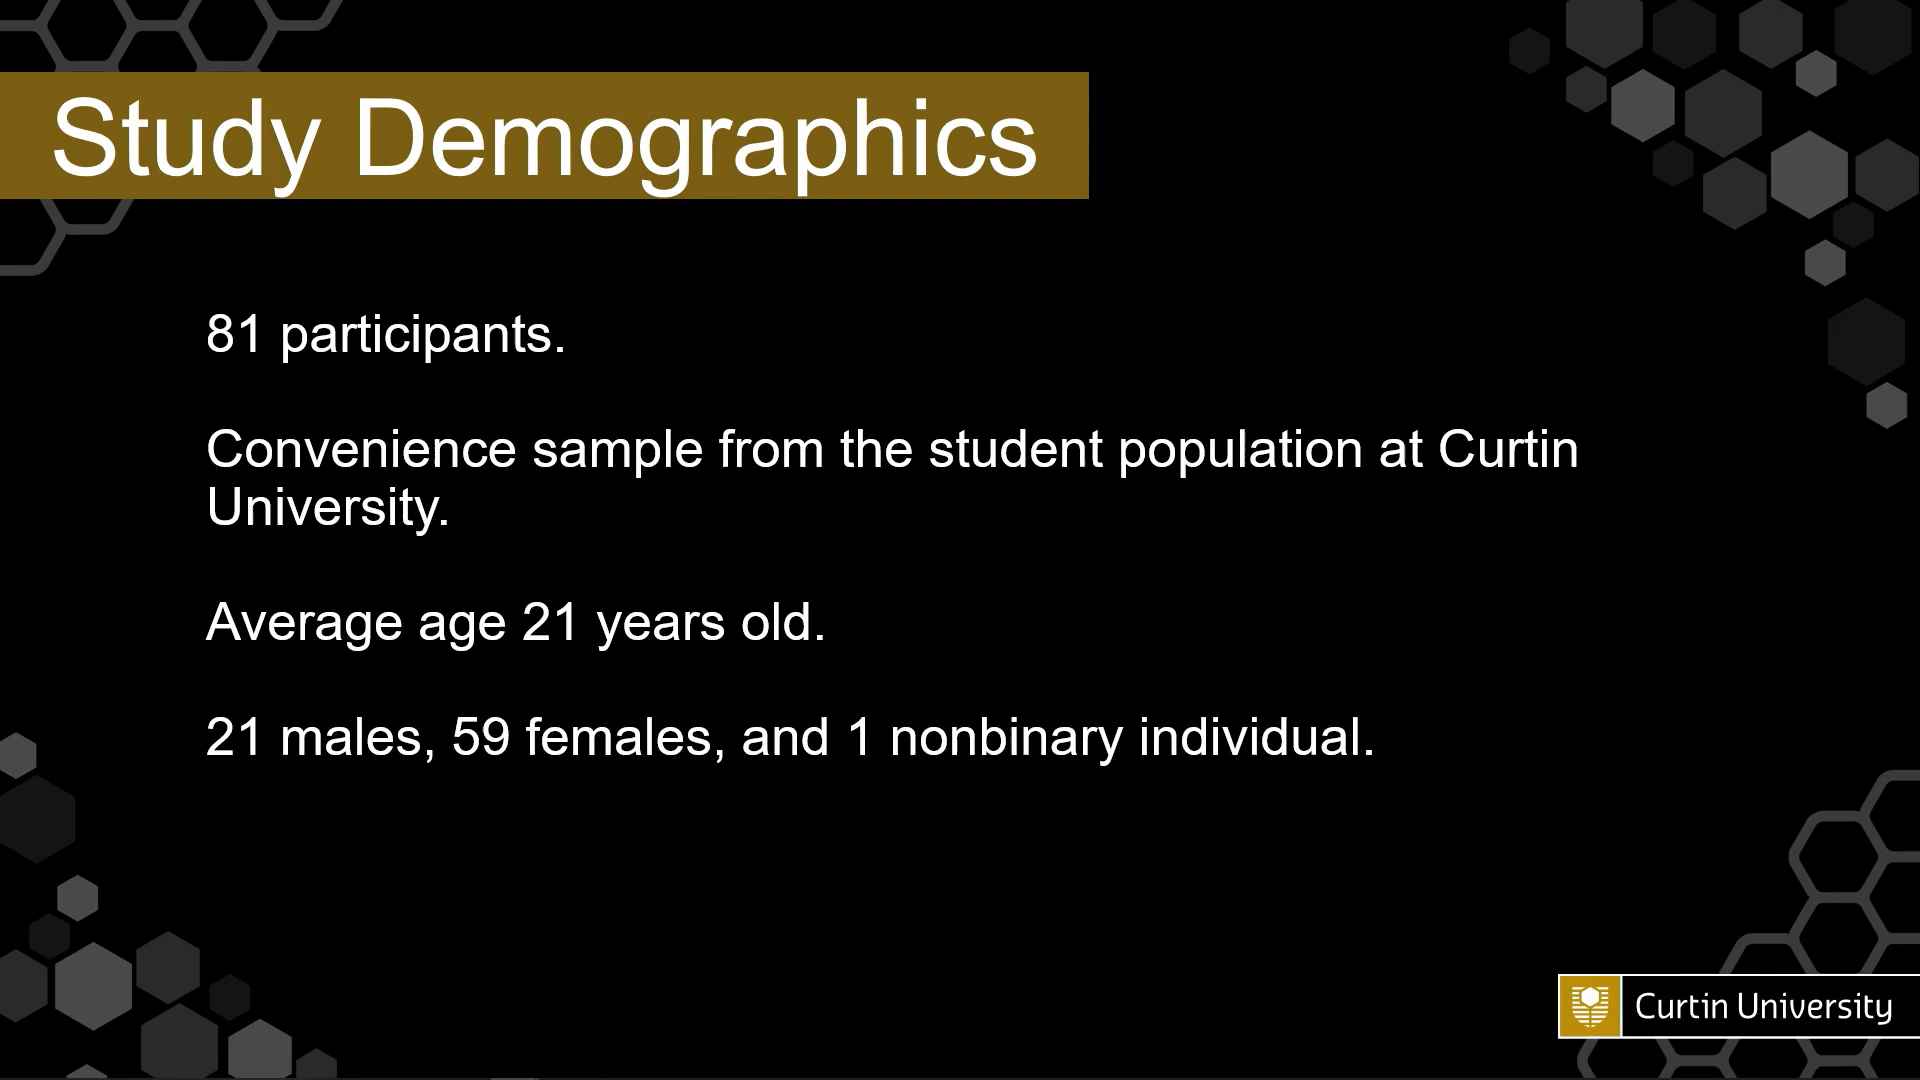 Study Demographics
81 participants.
Convenience sample from the student population at Curtin
University.
Average age 21 years old.
21 males, 59 females, and 1 nonbinary individual.
Curtin University